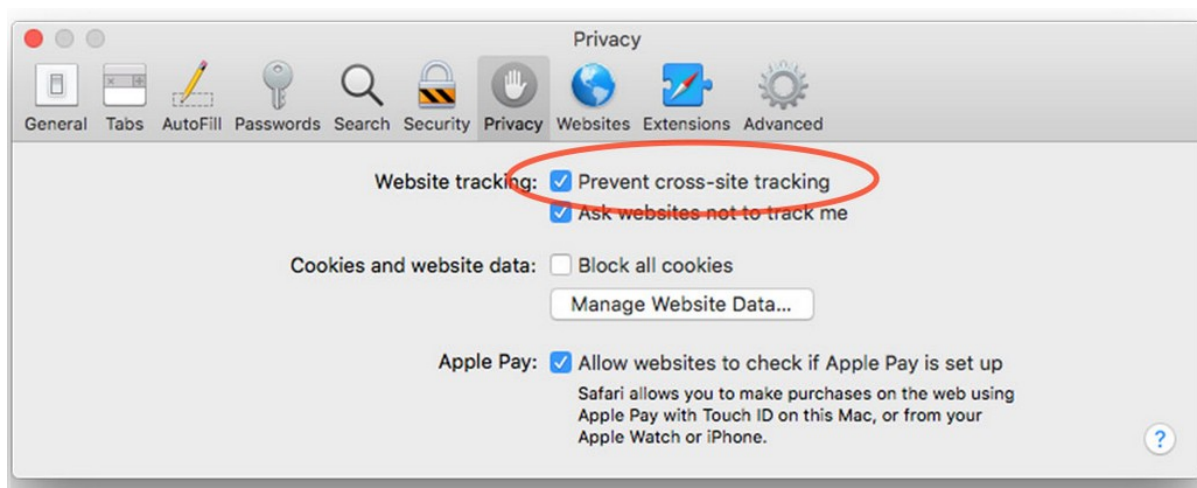 Privacy
General Tabs AutoFill Passwords Search Security Privacy Websites Extensions Advanced
Website tracking: Prevent cross-site tracking
Ask websites not to track me
Cookies and website data: Block all cookies
Manage Website Data...
Apple Pay: Allow websites to check if Apple Pay is set up
Safari allows you to make purchases on the web using
Apple Pay with Touch ID on this Mac, or from your
Apple Watch or iPhone.
?